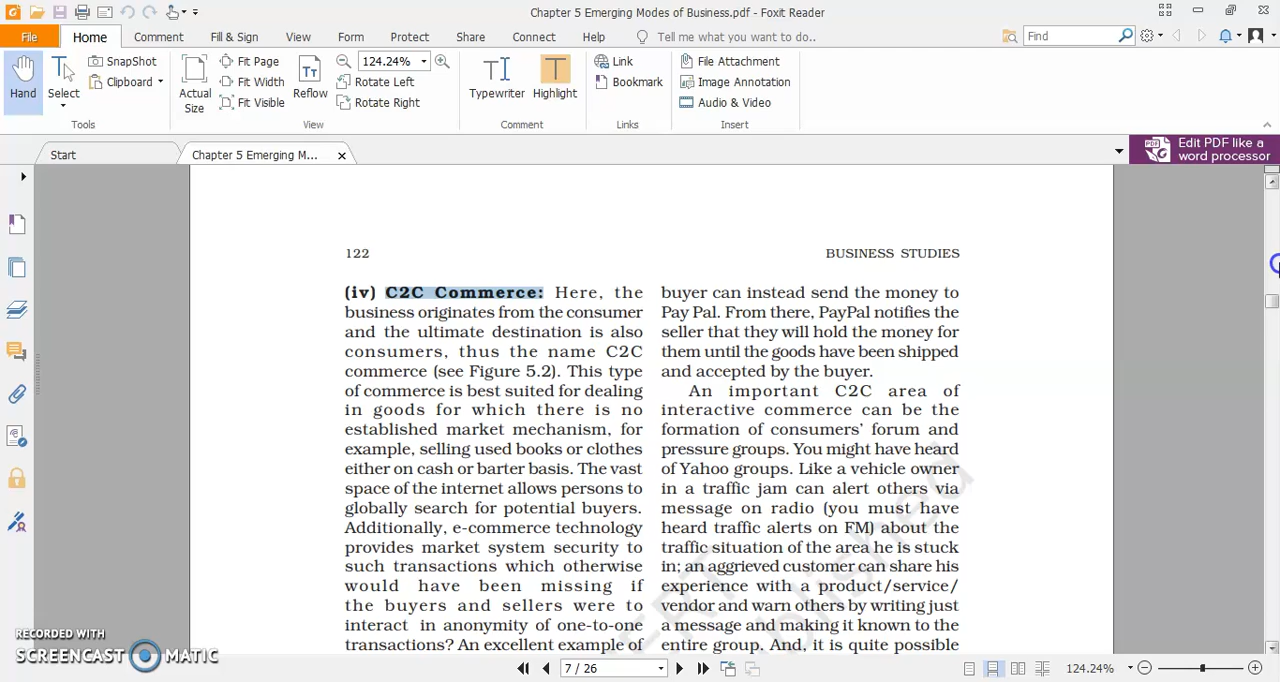 Chapter 5 Emerging Modes of Business.pdf - Foxit Reader
File Home Comment Fill & Sign View Form Protect Share Connect Help Tell me what you want to do.. Find
Hand
Select
SnapShot
Clipboard
Tools
Actual Size
Fit Page
Fit Width
Fit Visible
Reflow
124.24%
Rotate Left
Rotate Right
View
Typewriter
Highlight
Comment
Link
Bookmark
Links
File Attachment
Image Annotation
Audio & Video
Insert
Start
Chapter 5 Emerging M...
Edit PDF like a
word processor
122
BUSINESS STUDIES
(iv) C2C Commerce: Here, the
business originates from the consumer
and the ultimate destination is also
consumers, thus the name C2C
commerce (see Figure 5.2). This type
of commerce is best suited for dealing
in goods for which there is no
established market mechanism, for
example, selling used books or clothes
either on cash or barter basis. The vast
space of the internet allows persons to
globally search for potential buyers.
Additionally, e-commerce technology
provides market system security to
such transactions which otherwise
would have been missing if
the buyers and sellers were to
interact in anonymity of one-to-one
transactions? An excellent example of
buyer can instead send the money to
Pay Pal. From there, PayPal notifies the
seller that they will hold the money for
them until the goods have been shipped
and accepted by the buyer.
An important C2C area of
interactive commerce can be the
formation of consumers' forum and
pressure groups. You might have heard
of Yahoo groups. Like a vehicle owner
in a traffic jam can alert others via
message on radio (you must have
heard traffic alerts on FM) about the
traffic situation of the area he is stuck
in; an aggrieved customer can share his
experience with a product/service/
vendor and warn others by writing just
a message and making it known to the
entire group. And, it is quite possible
RECORDED WITH
SCREENCAST MATIC
7 / 26
124.24%